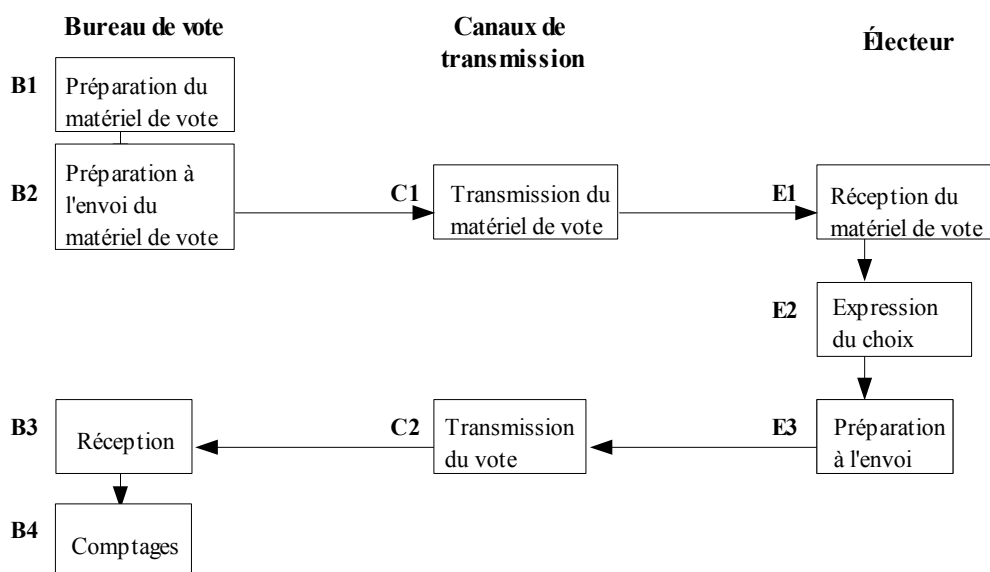 Bureau de vote
Canaux de
transmission
Électeur
B1
Préparation du
matériel de vote
B2
Préparation à
l'envoi du
matériel de vote
C1
Transmission du
matériel de vote
E1
Réception du
matériel de vote
E2
Expression
du choix
B3
Réception
C2
Transmission
du vote
E3
Préparation
à l'envoi
B4
Comptages